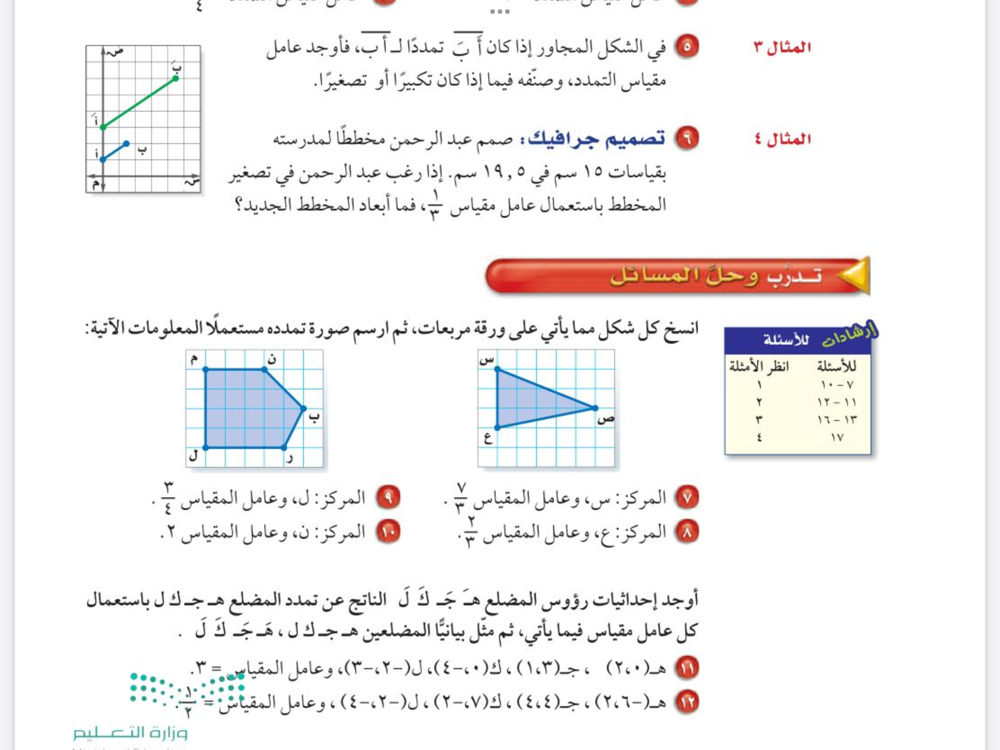 المثال ٣
٥ في الشكل المجاور إذا كان أَ بَ تمددًا لـ أ ب، فأوجد عامل
مقياس التمدد، وصنّفه فيما إذا كان تكبيرًا أو تصغيرًا.
ص
بَ
أَ
ب
أ
س
م
المثال ٤
٦ تصميم جرافيك: صمم عبد الرحمن مخططًا لمدرسته
بقياسات ١٥ سم في ١٩,٥ سم. إذا رغب عبد الرحمن في تصغير
المخطط باستعمال عامل مقياس ١/٣، فما أبعاد المخطط الجديد؟
تـدرَّب وحلَّ المسائل
إرشادات للأسئلة
للأسئلة انظر الأمثلة
٧ – ١٠ ١
١١ – ١٢ ٢
١٣ – ١٦ ٣
١٧ ٤
انسخ كل شكل مما يأتي على ورقة مربعات، ثم ارسم صورة تمدده مستعملًا المعلومات الآتية:
س
ص
ع
م ن
ب
ل ر
٧ المركز: س، وعامل المقياس ٧/٣ .
٨ المركز: ع، وعامل المقياس ٢/٣.
٩ المركز: ل، وعامل المقياس ٣/٤ .
١٠ المركز: ن، وعامل المقياس ٢.
أوجد إحداثيات رؤوس المضلع هـَ جَـ كَ لَ الناتج عن تمدد المضلع هـ جـ ك ل باستعمال
كل عامل مقياس فيما يأتي، ثم مثّل بيانيًّا المضلعين هـ جـ ك ل ، هَـ جَـ كَ لَ .
١١ هـ(٢،٠) ، جـ(١،٣)، ك(٠،-٤)، ل(-٢،-٣)، وعامل المقياس = ٣.
١٢ هـ(-٢،٦)، جـ(٤،٤)، ك(٧،-٢)، ل(-٢،-٤)، وعامل المقياس = ١/٢.
وزارة التعليم